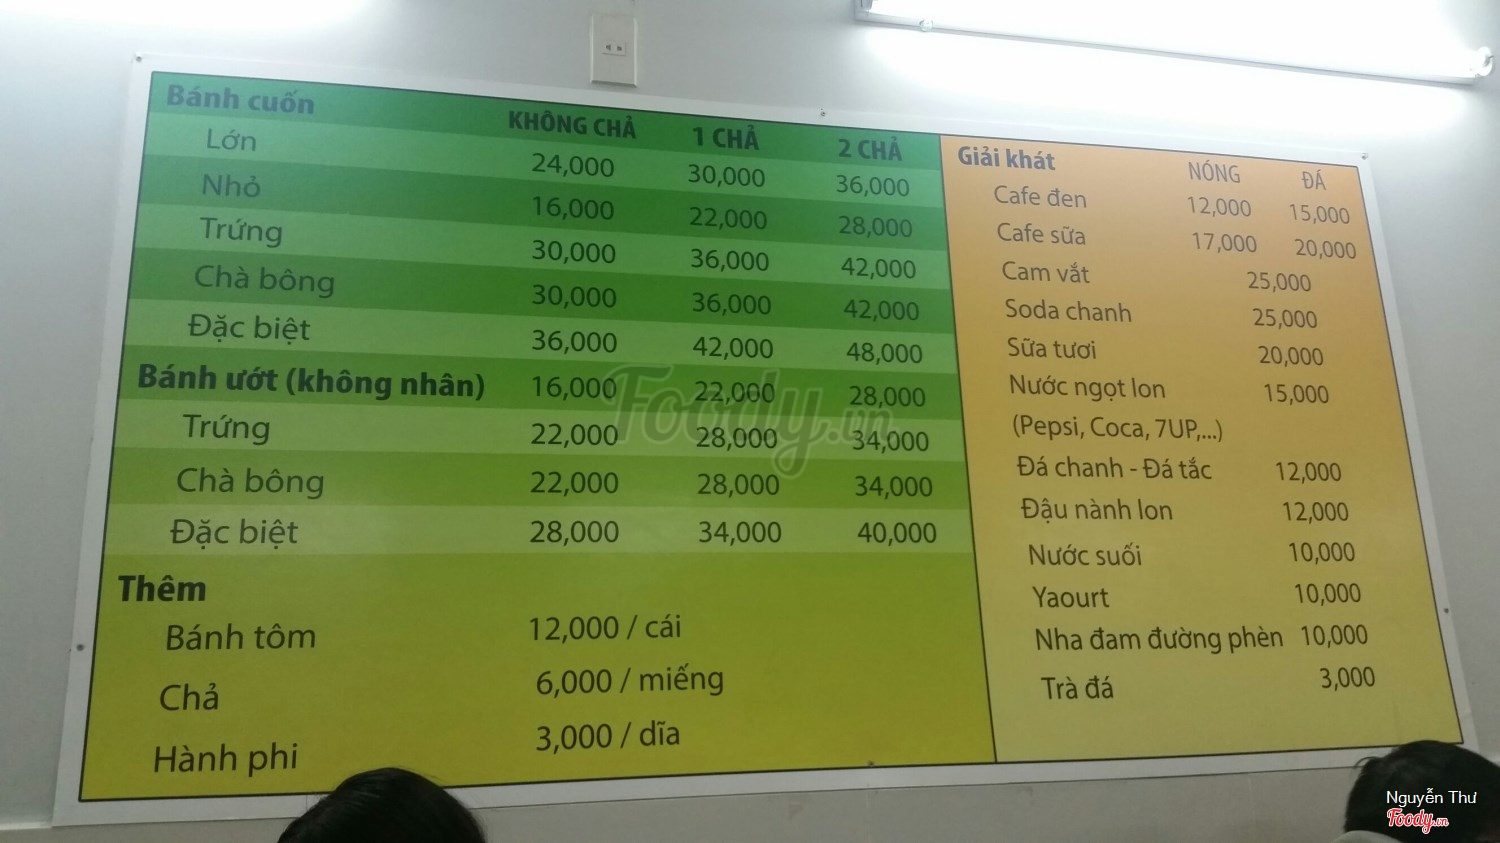 Bánh cuốn KHÔNG CHẢ 1 CHẢ 2 CHẢ
Lớn 24,000 30,000 36,000
Nhỏ 16,000 22,000 28,000
Trứng 30,000 36,000 42,000
Chà bông 30,000 36,000 42,000
Đặc biệt 36,000 42,000 48,000
Bánh ướt (không nhân) 16,000 22,000 28,000
Trứng 22,000 28,000 34,000
Chà bông 22,000 28,000 34,000
Đặc biệt 28,000 34,000 40,000
Thêm
Bánh tôm 12,000 / cái
Chả 6,000 / miếng
Hành phi 3,000 / dĩa
Giải khát NÓNG ĐÁ
Cafe đen 12,000 15,000
Cafe sữa 17,000 20,000
Cam vắt 25,000
Soda chanh 25,000
Sữa tươi 20,000
Nước ngọt lon 15,000
(Pepsi, Coca, 7UP,...)
Đá chanh - Đá tắc 12,000
Đậu nành lon 12,000
Nước suối 10,000
Yaourt 10,000
Nha đam đường phèn 10,000
Trà đá 3,000
Foody.vn
Nguyễn Thư
Foody.vn